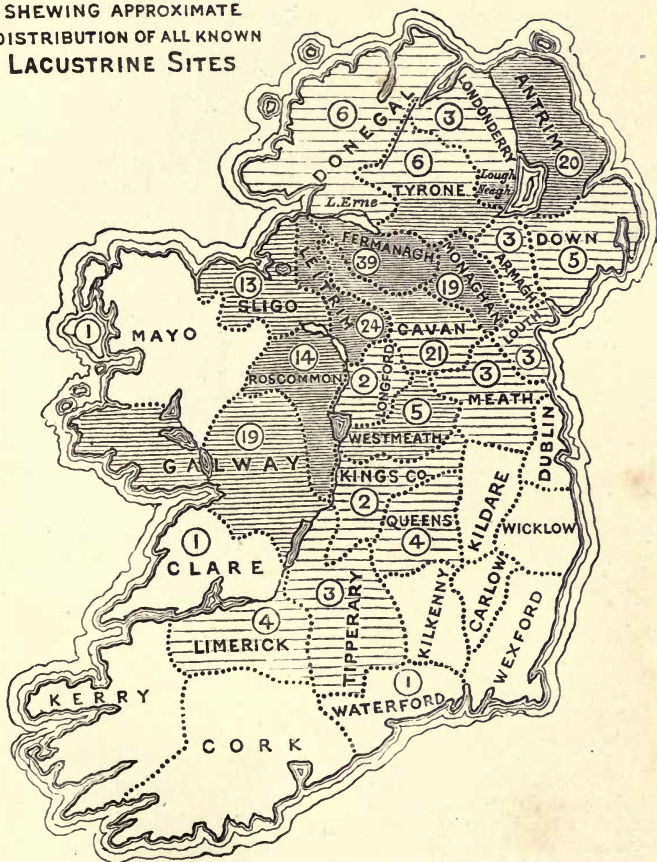 SHEWING APPROXIMATE
DISTRIBUTION OF ALL KNOWN
LACUSTRINE SITES
6
DONEGAL
3
LONDONDERRY
ANTRIM
20
6
TYRONE
Lough
Neagh
L. Erne
FERMANAGH
39
MONAGHAN
19
3
ARMAGH
DOWN
5
LEITRIM
24
13
SLIGO
1
MAYO
CAVAN
21
LOUTH
3
14
ROSCOMMON
2
LONGFORD
3
MEATH
5
WESTMEATH
DUBLIN
19
GALWAY
KINGS CO.
2
QUEENS
4
KILDARE
WICKLOW
1
CLARE
3
TIPPERARY
KILKENNY
CARLOW
WEXFORD
4
LIMERICK
1
WATERFORD
KERRY
CORK